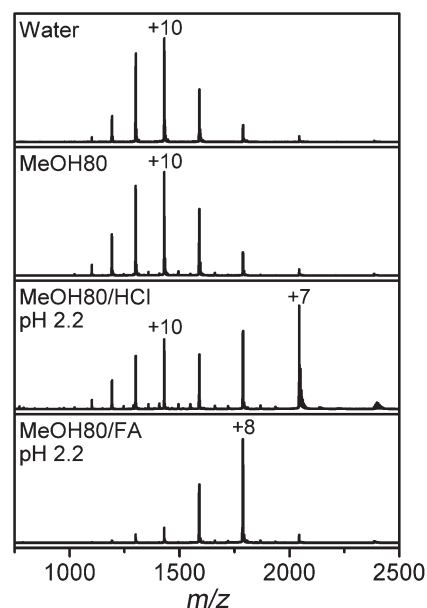 Water
+10
MeOH80
+10
MeOH80/HCl
pH 2.2
+10
+7
MeOH80/FA
pH 2.2
+8
1000 1500 2000 2500
m/z